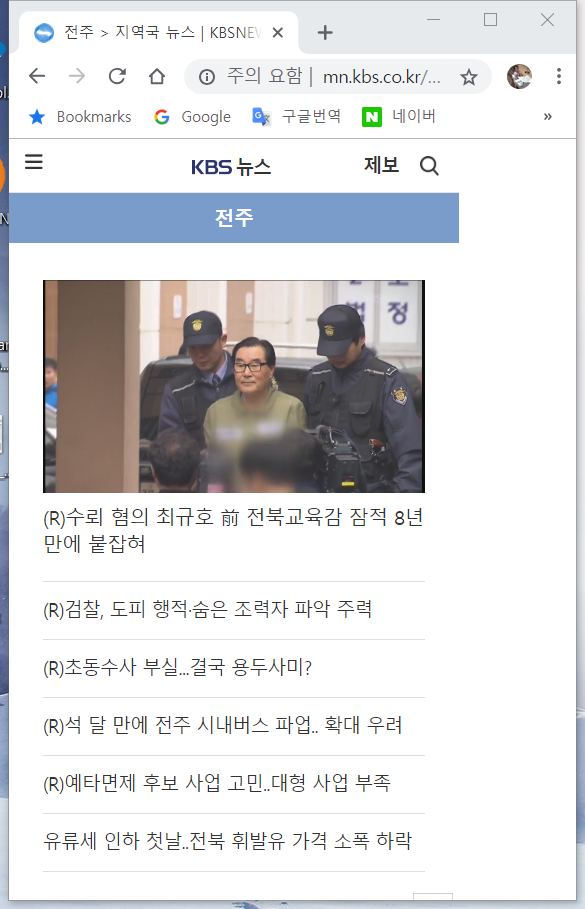 전주 > 지역국 뉴스 | KBSNEW
주의 요함 | mn.kbs.co.kr/...
Bookmarks Google 구글번역 네이버 »
KBS 뉴스 제보
전주
법정
(R)수뢰 혐의 최규호 前 전북교육감 잠적 8년
만에 붙잡혀
(R)검찰, 도피 행적·숨은 조력자 파악 주력
(R)초동수사 부실...결국 용두사미?
(R)석 달 만에 전주 시내버스 파업.. 확대 우려
(R)예타면제 후보 사업 고민..대형 사업 부족
유류세 인하 첫날..전북 휘발유 가격 소폭 하락